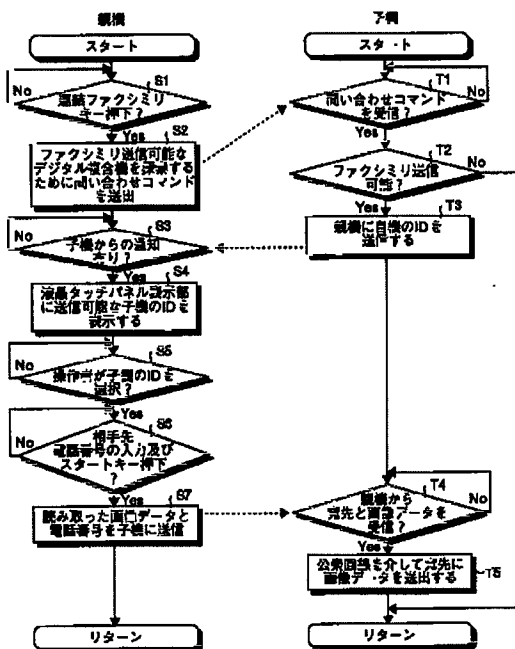 親機
スタート
S1
No
連結ファクシミリ
キー押下?
Yes
S2
ファクシミリ送信可能な
デジタル複合機を探索する
ために問い合わせコマンド
を送出
S3
No
子機からの通知
有り?
Yes
S4
液晶タッチパネル表示部
に送信可能な子機のIDを
表示する
S5
No
操作者が子機のIDを
選択?
Yes
S6
No
相手先
電話番号の入力及び
スタートキー押下
?
Yes
S7
読み取った画像データと
電話番号を子機に送信
リターン
子機
スタート
T1
No
問い合わせコマンド
を受信?
Yes
T2
No
ファクシミリ送信
可能?
Yes
T3
親機に自機のIDを
送信する
T4
No
親機から
宛先と画像データを
受信?
Yes
T5
公衆回線を介して宛先に
画像データを送出する
リターン